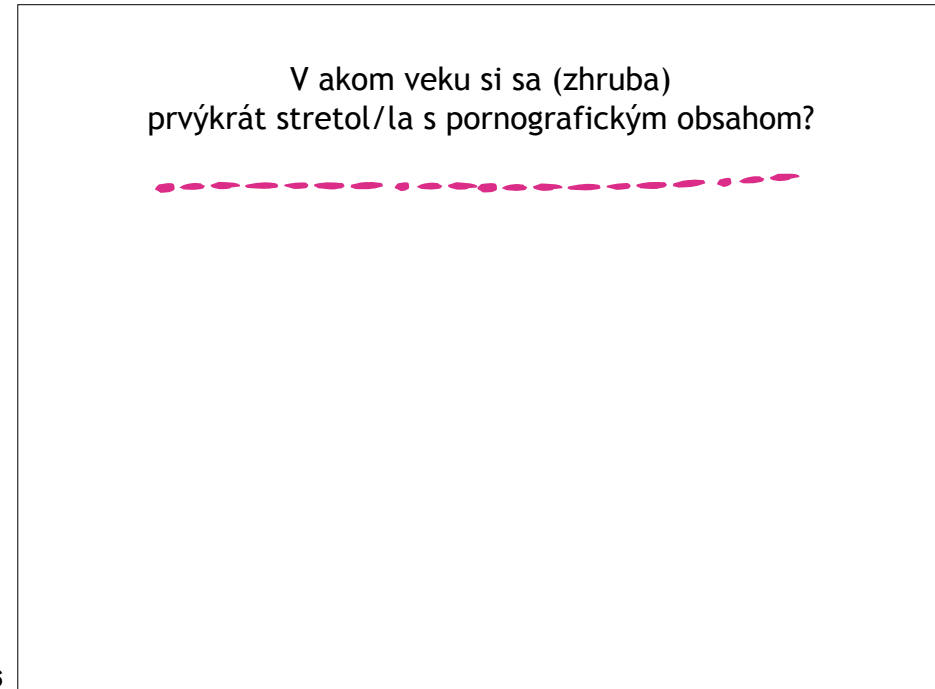 V akom veku si sa (zhruba)
prvýkrát stretol/la s pornografickým obsahom?